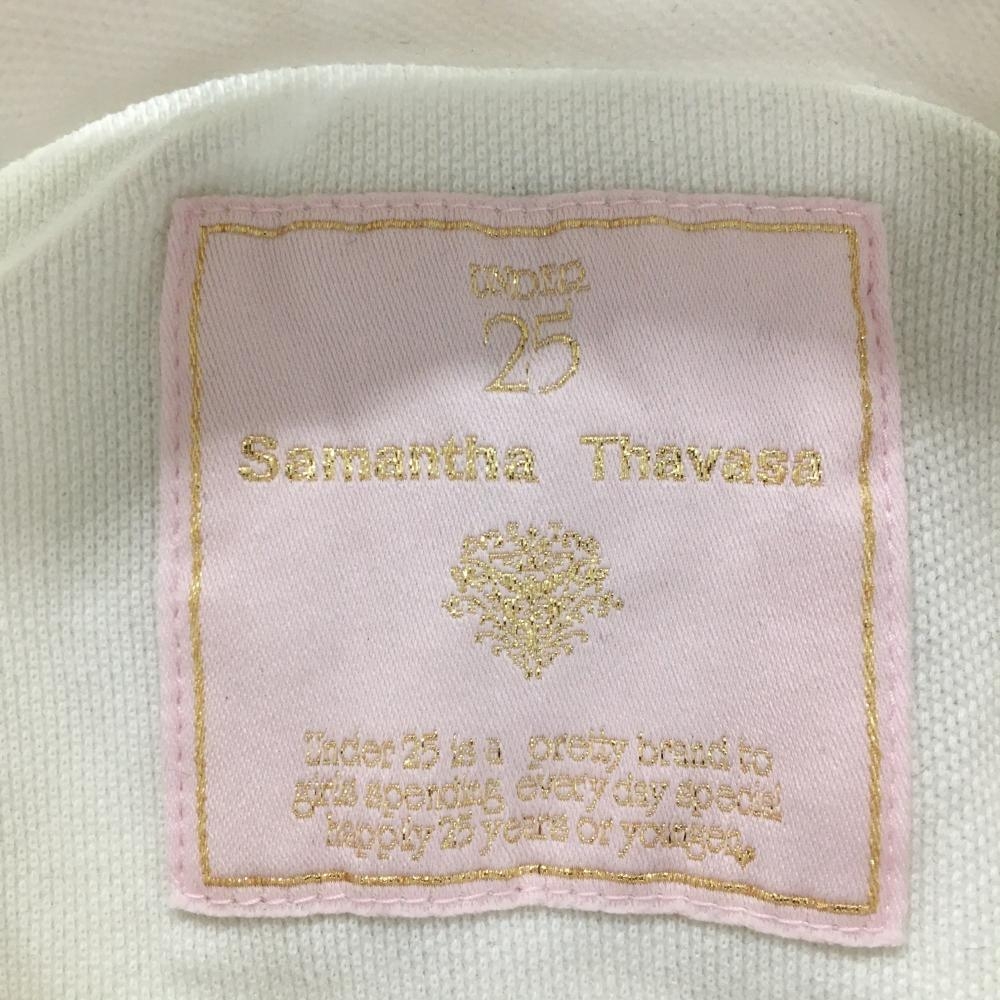 UNDER
25
Samantha Thavasa
Under 25 is a pretty brand to
girls spending every day special
happily 25 years or younger.